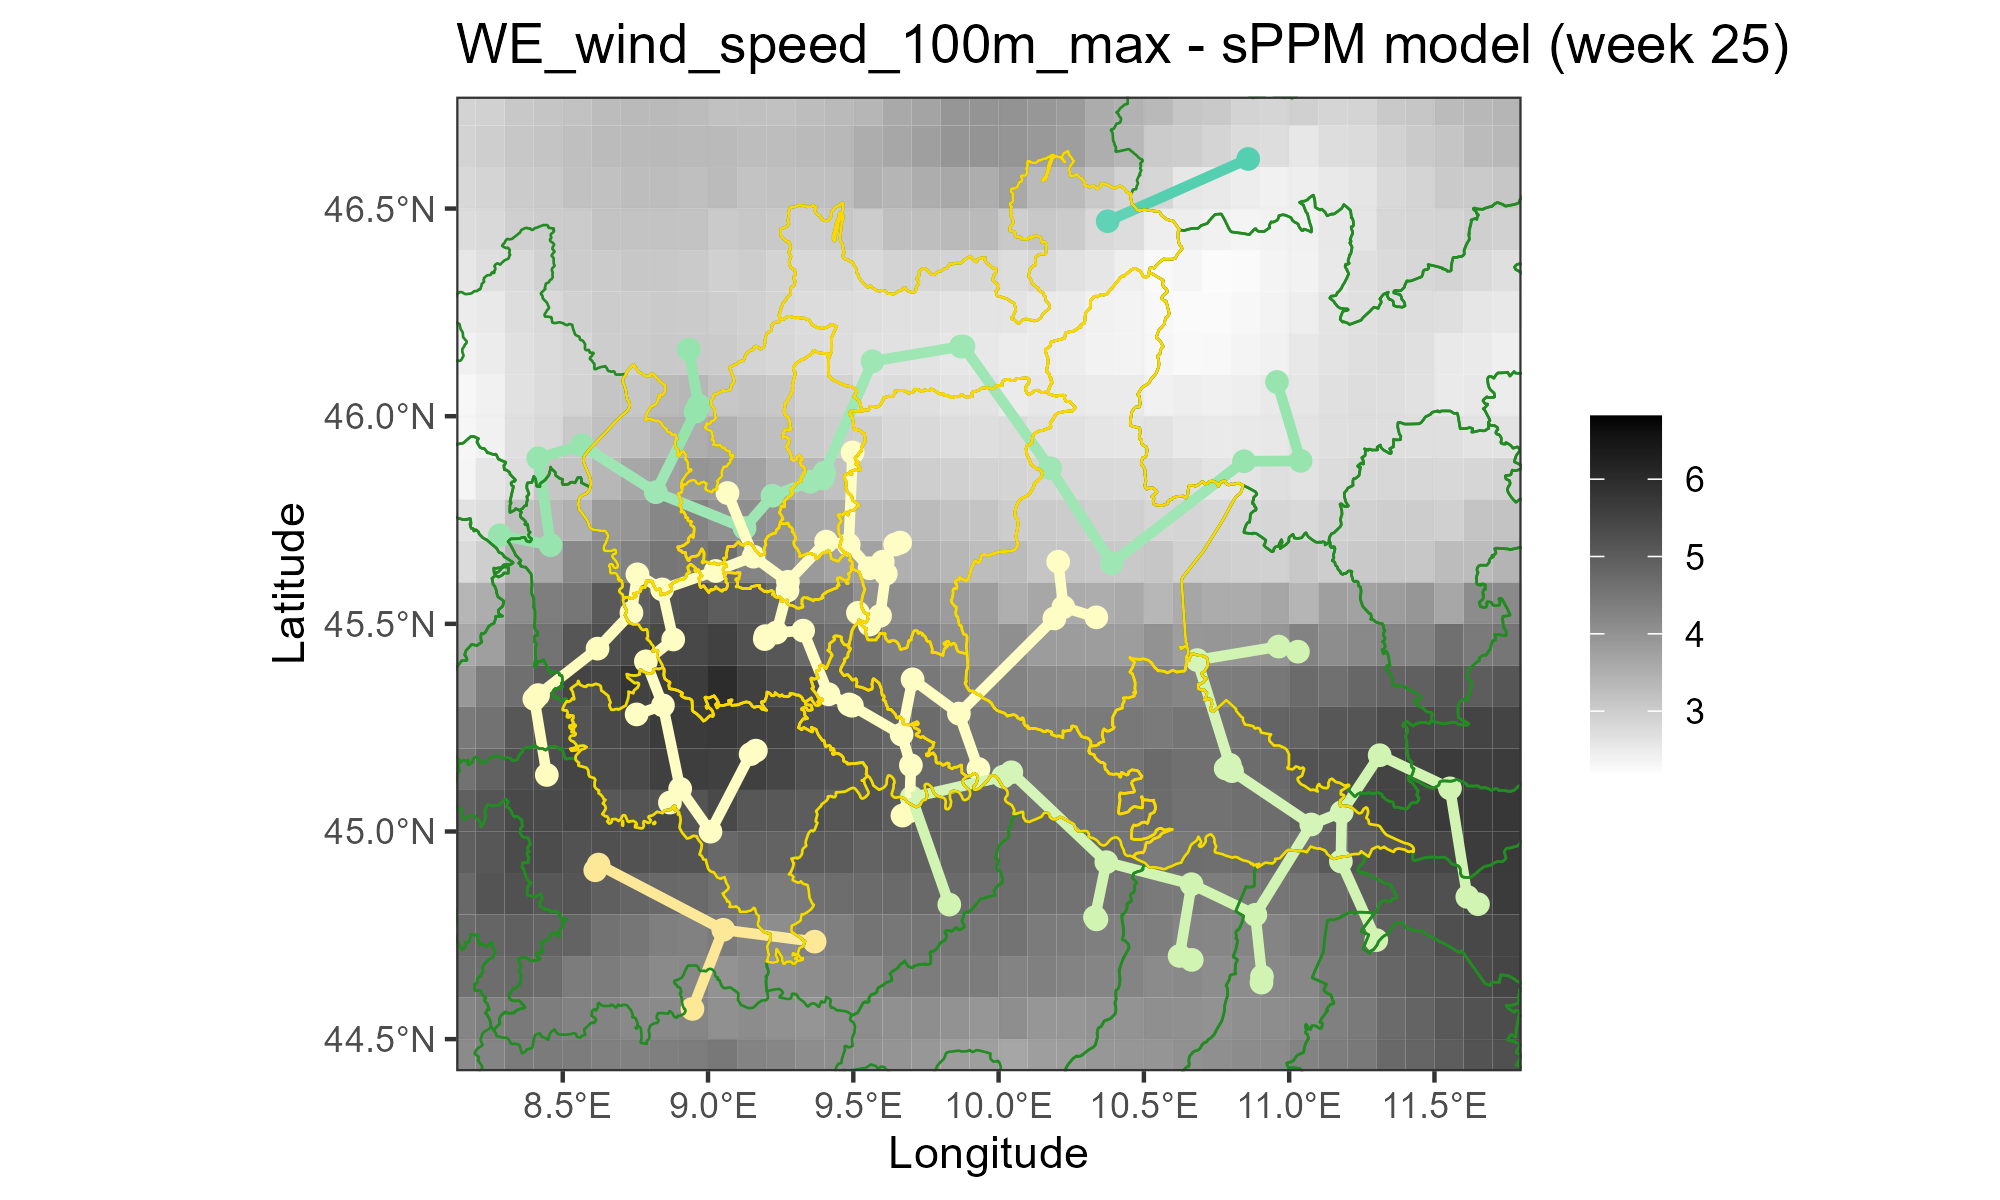 WE_wind_speed_100m_max - sPPM model (week 25)
46.5°N
46.0°N
45.5°N
45.0°N
44.5°N
Latitude
8.5°E 9.0°E 9.5°E 10.0°E 10.5°E 11.0°E 11.5°E
Longitude
6
5
4
3